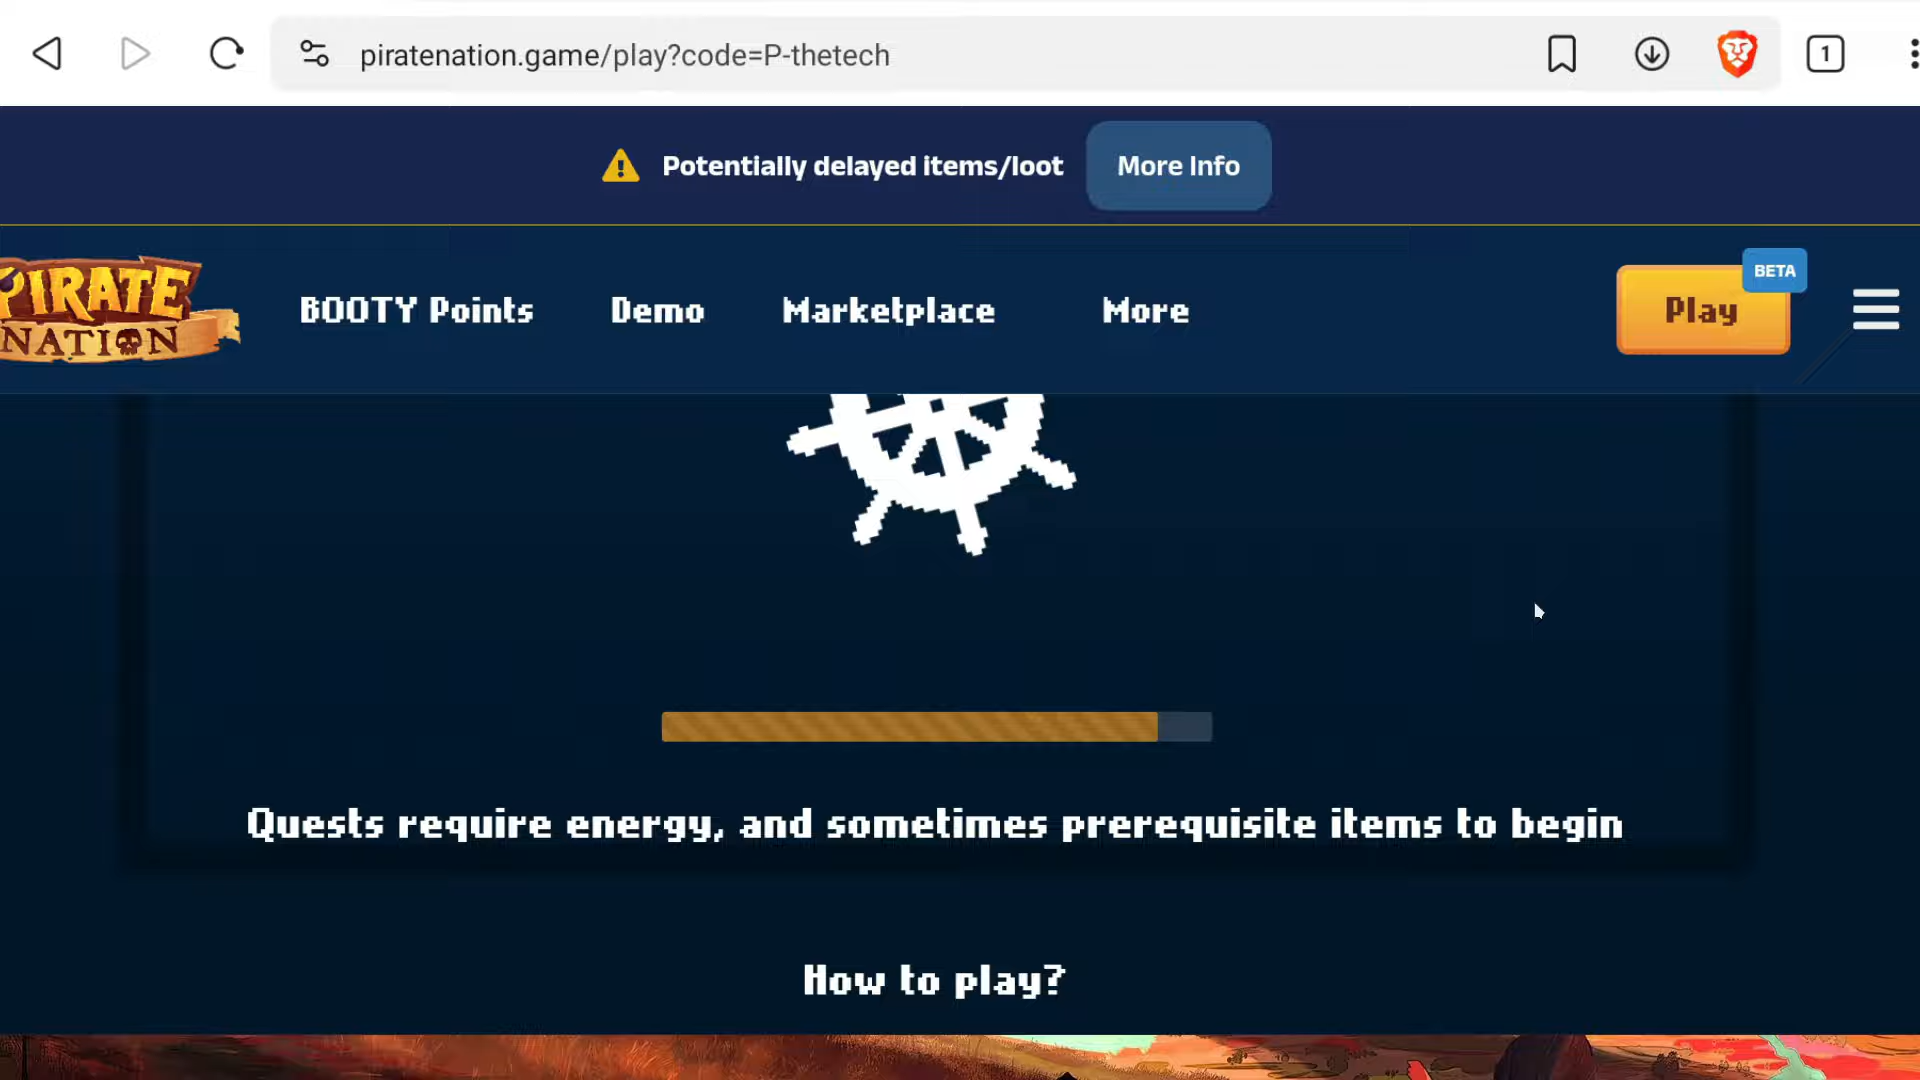 piratenation.game/play?code=P-thetech
1
Potentially delayed items/loot
More Info
PIRATE
NATION
BOOTY Points
Demo
Marketplace
More
Play
BETA
Quests require energy, and sometimes prerequisite items to begin
How to play?